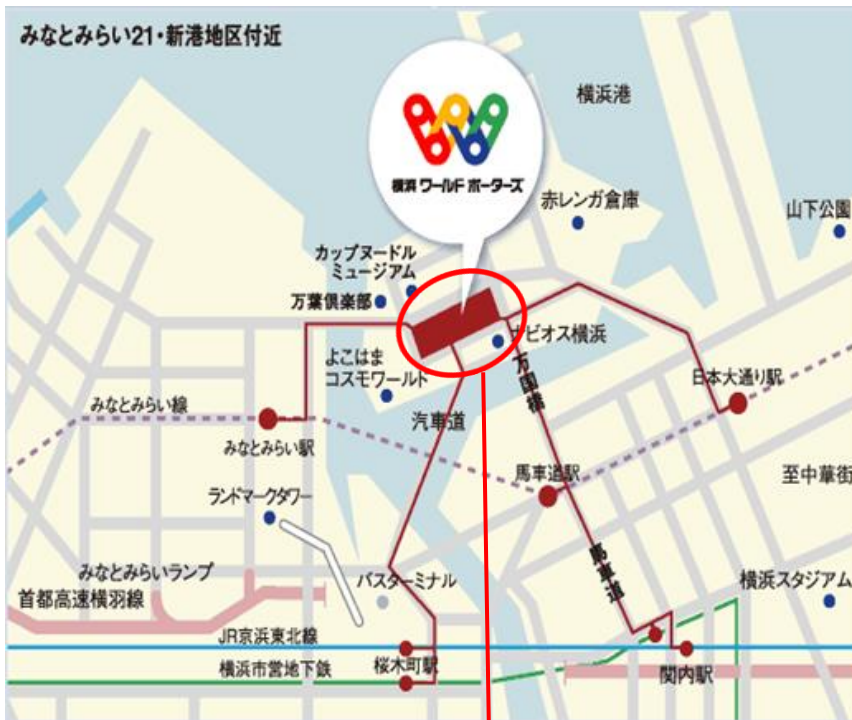 みなとみらい21・新港地区付近
横浜港
横浜 ワールド ポーターズ
赤レンガ倉庫
山下公園
カップヌードル
ミュージアム
万葉倶楽部
ナビオス横浜
よこはま
コスモワールド
万国橋
日本大通り駅
みなとみらい線
汽車道
みなとみらい駅
馬車道駅
至中華街
ランドマークタワー
馬車道
みなとみらいランプ
バスターミナル
横浜スタジアム
首都高速横羽線
JR京浜東北線
横浜市営地下鉄
桜木町駅
関内駅